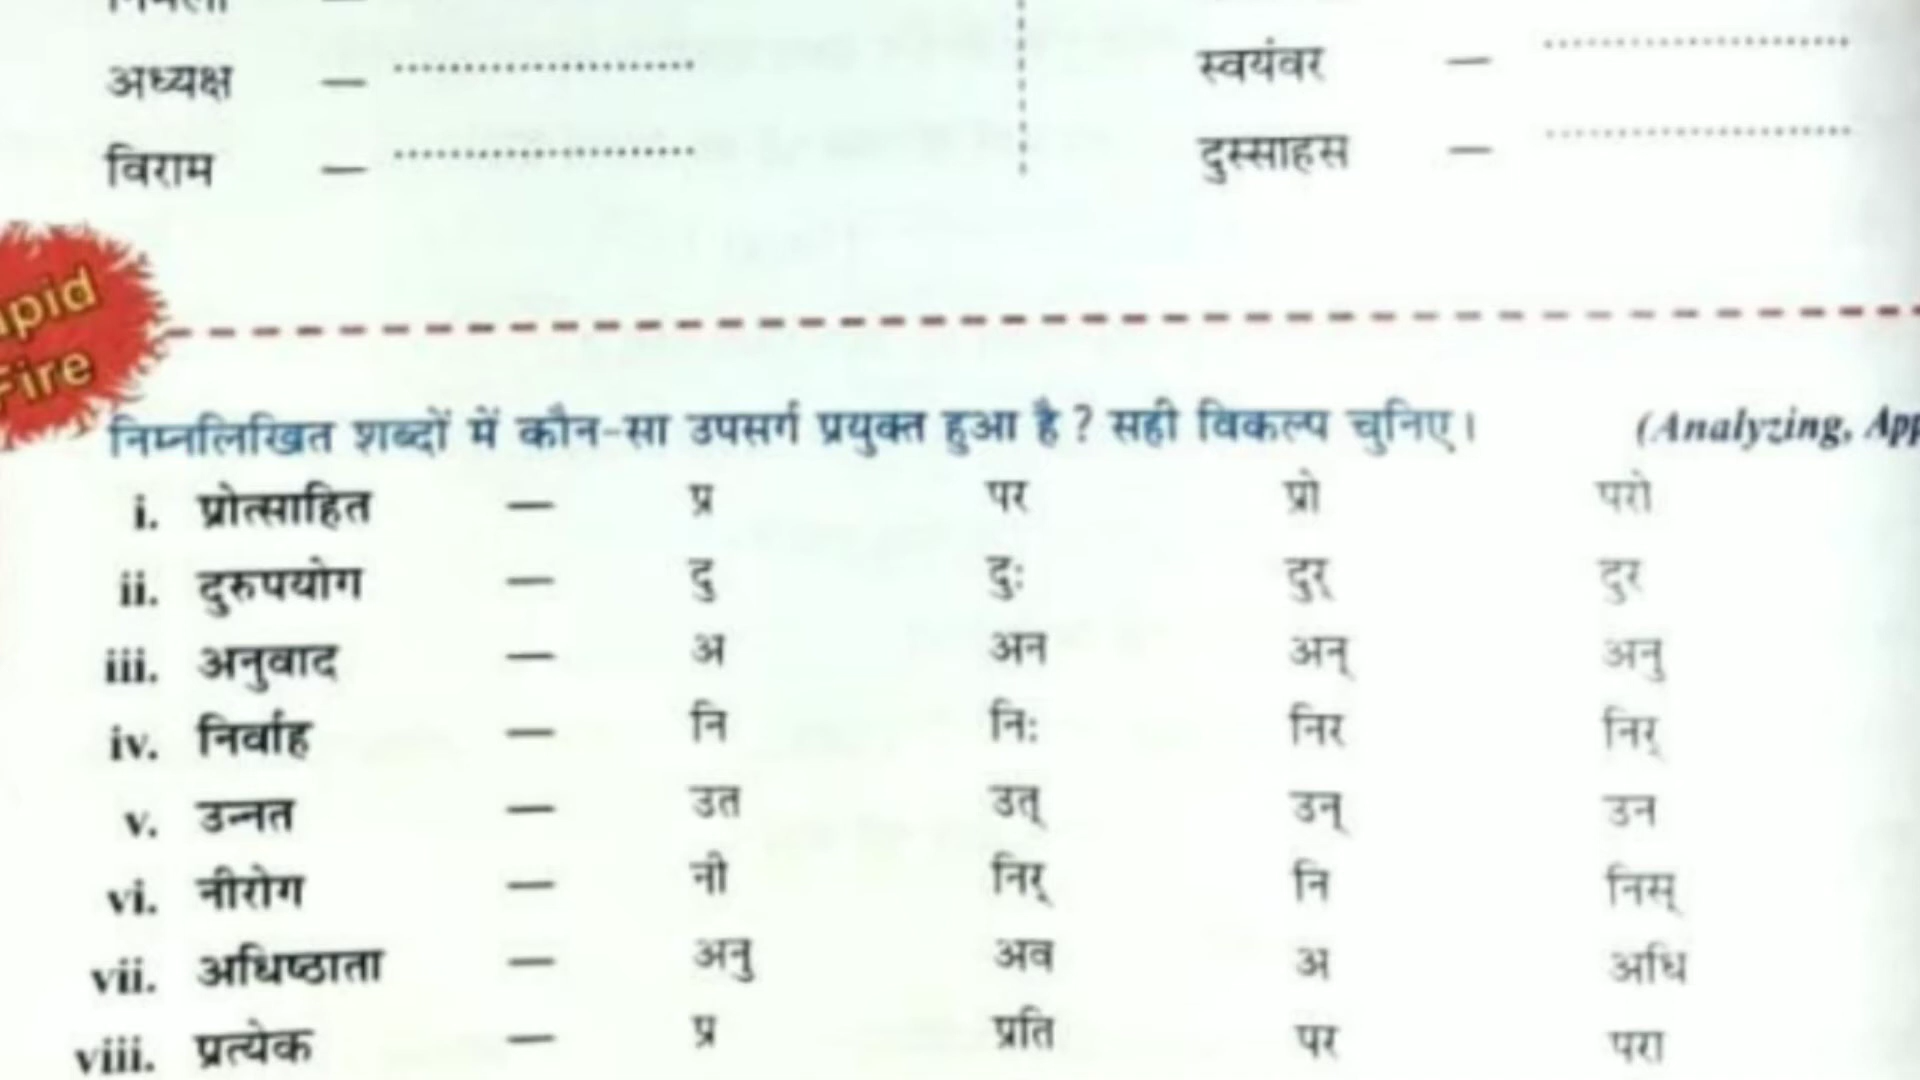 अध्यक्ष — .............................. स्वयंवर — ..............................
विराम — .............................. दुस्साहस — ..............................
Fire
निम्नलिखित शब्दों में कौन-सा उपसर्ग प्रयुक्त हुआ है ? सही विकल्प चुनिए। (Analyzing, App
i. प्रोत्साहित — प्र पर प्रो परो
ii. दुरुपयोग — दु दुः दुर् दुर
iii. अनुवाद — अ अन अन् अनु
iv. निर्वाह — नि निः निर निर्
v. उन्नत — उत उत् उन् उन
vi. नीरोग — नी निर् नि निस्
vii. अधिष्ठाता — अनु अव अ अधि
viii. प्रत्येक — प्र प्रति पर परा